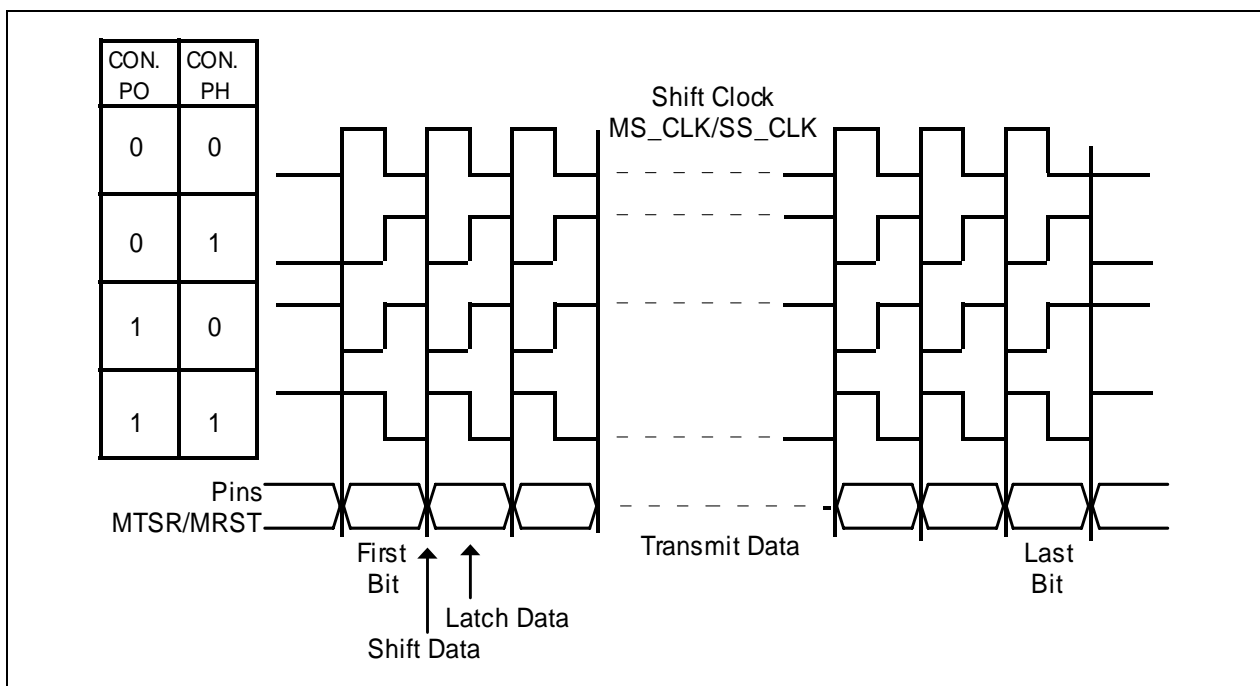 CON. CON.
PO PH
0 0
0 1
1 0
1 1
Shift Clock
MS_CLK/SS_CLK
Pins
MTSR/MRST
First
Bit
Transmit Data
Last
Bit
Latch Data
Shift Data